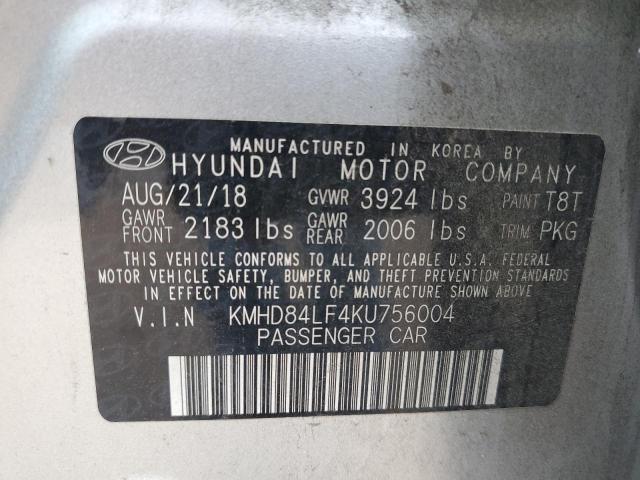 MANUFACTURED IN KOREA BY
HYUNDAI MOTOR COMPANY
AUG/21/18 GVWR 3924 lbs PAINT T8T
GAWR FRONT 2183 lbs GAWR REAR 2006 lbs TRIM PKG
THIS VEHICLE CONFORMS TO ALL APPLICABLE U.S.A. FEDERAL
MOTOR VEHICLE SAFETY, BUMPER, AND THEFT PREVENTION STANDARDS
IN EFFECT ON THE DATE OF MANUFACTURE SHOWN ABOVE.
V.I.N KMHD84LF4KU756004
PASSENGER CAR